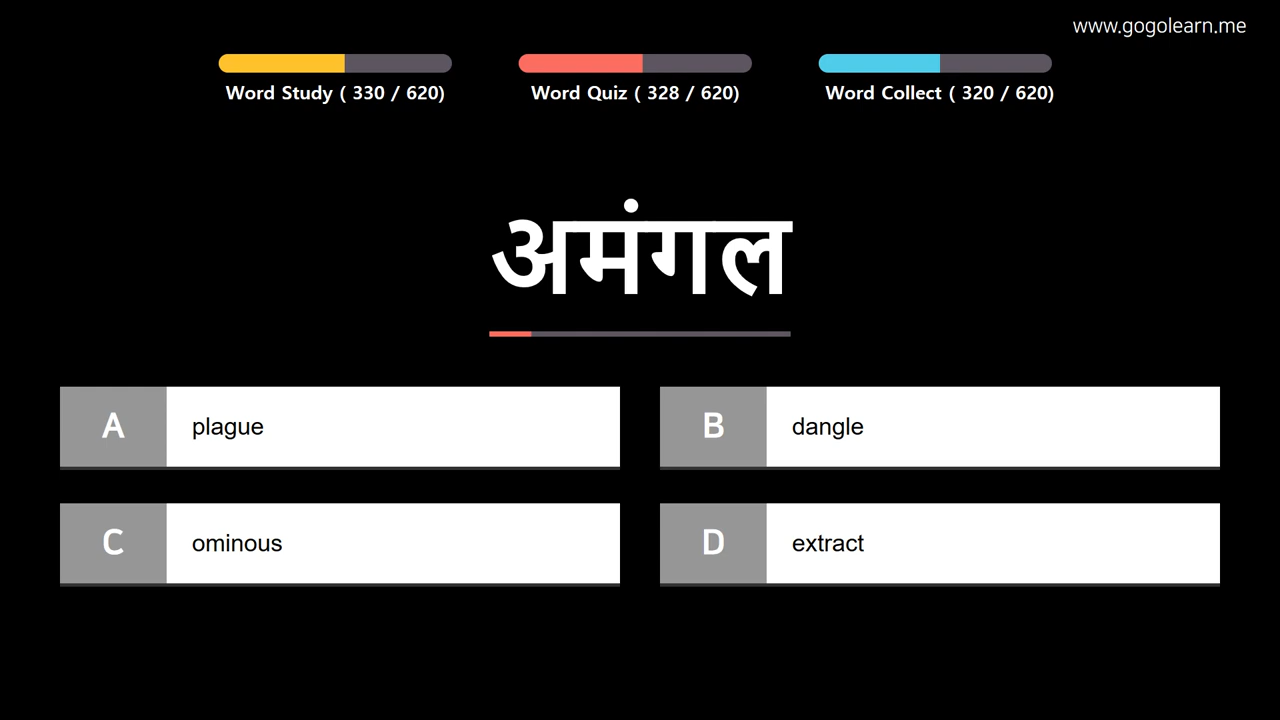 www.gogolearn.me
Word Study ( 330 / 620)
Word Quiz ( 328 / 620)
Word Collect ( 320 / 620)
अमंगल
A plague
B dangle
C ominous
D extract